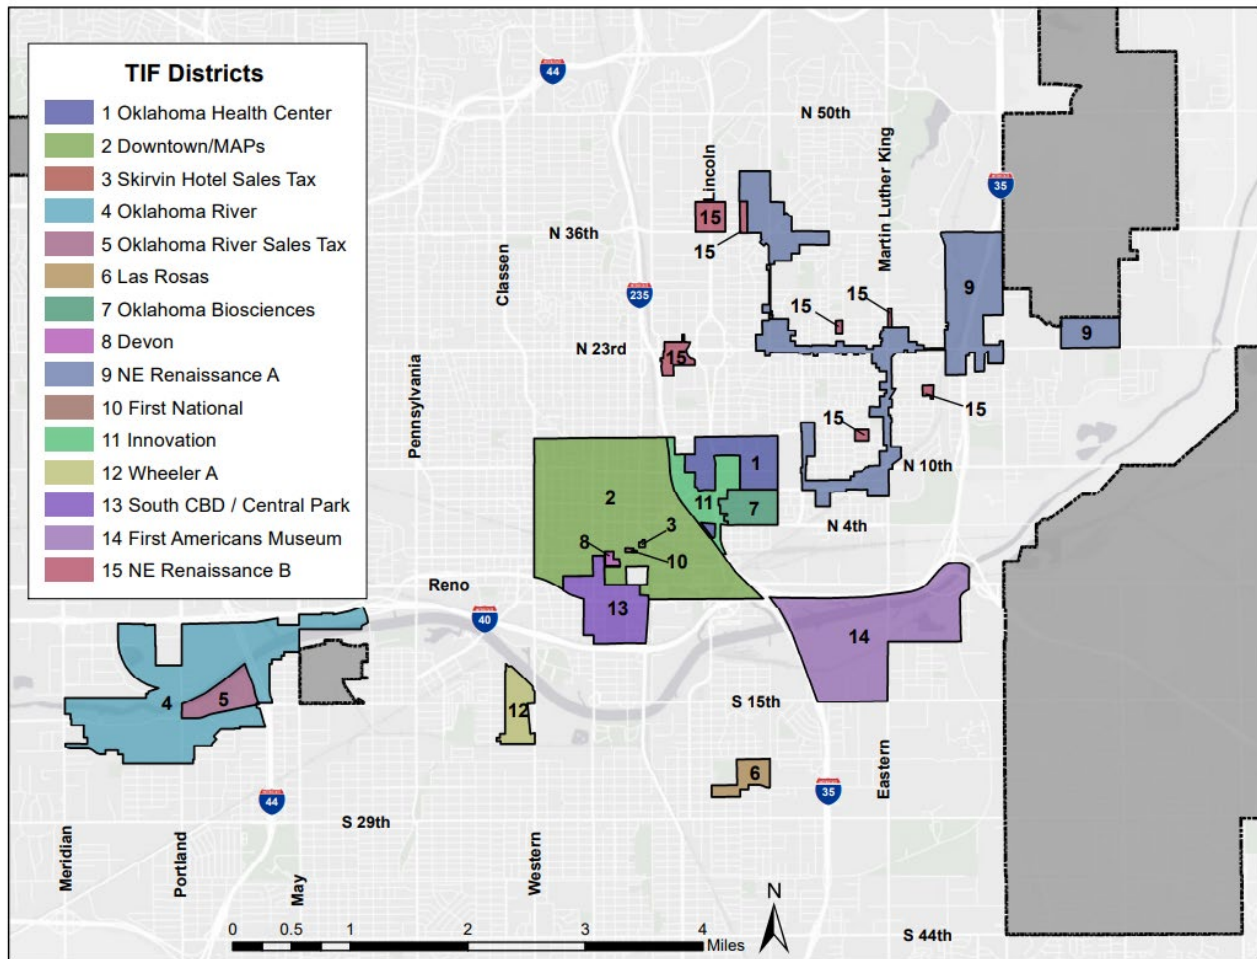 TIF Districts
1 Oklahoma Health Center
2 Downtown/MAPs
3 Skirvin Hotel Sales Tax
4 Oklahoma River
5 Oklahoma River Sales Tax
6 Las Rosas
7 Oklahoma Biosciences
8 Devon
9 NE Renaissance A
10 First National
11 Innovation
12 Wheeler A
13 South CBD / Central Park
14 First Americans Museum
15 NE Renaissance B
44
N 50th
Lincoln
Martin Luther King
35
15
15
N 36th
Classen
235
9
15
15
9
N 23rd
15
Pennsylvania
15
15
N 10th
1
2
11
7
N 4th
3
8
10
Reno
13
40
14
4
5
12
S 15th
6
44
35
Eastern
S 29th
Meridian
Portland
May
Western
N
0 0.5 1 2 3 4
Miles
S 44th